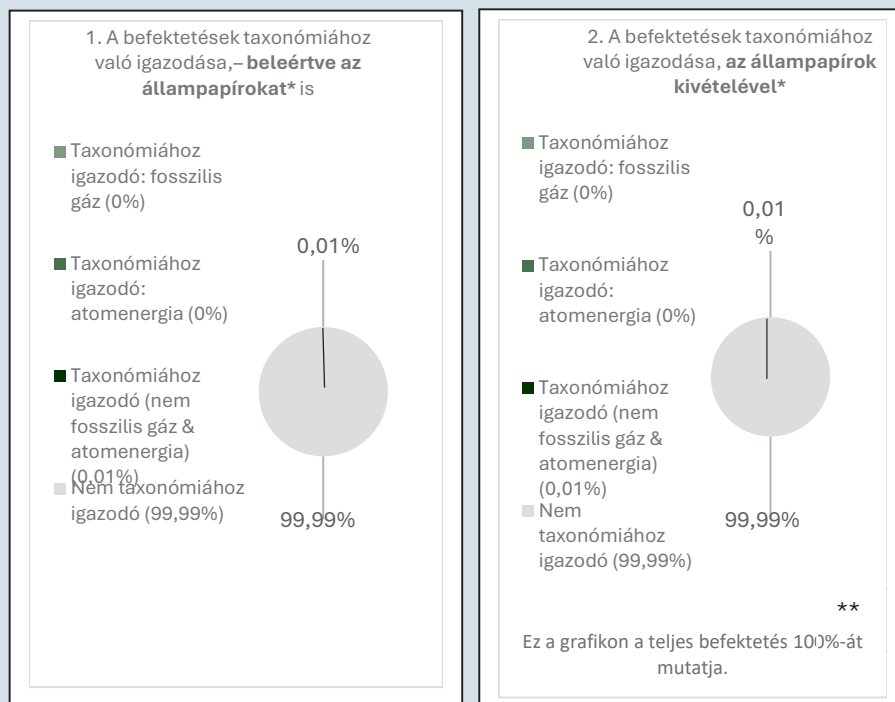 1. A befektetések taxonómiához
való igazodása,– beleértve az
állampapírokat* is
Taxonómiához
igazodó: fosszilis
gáz (0%)
Taxonómiához
igazodó:
atomenergia (0%)
Taxonómiához
igazodó (nem
fosszilis gáz &
atomenergia)
(0,01%)
Nem taxonómiához
igazodó (99,99%)
0,01%
99,99%
2. A befektetések taxonómiához
való igazodása, az állampapírok
kivételével*
Taxonómiához
igazodó: fosszilis
gáz (0%)
Taxonómiához
igazodó:
atomenergia (0%)
Taxonómiához
igazodó (nem
fosszilis gáz &
atomenergia)
(0,01%)
Nem
taxonómiához
igazodó (99,99%)
0,01
%
99,99%
**
Ez a grafikon a teljes befektetés 100%-át
mutatja.